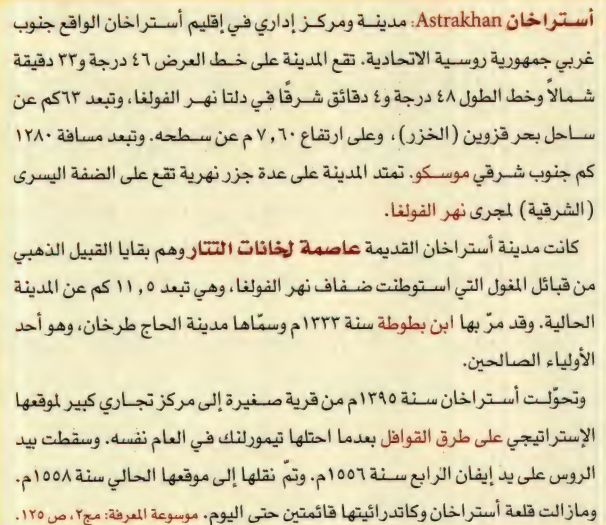 أستراخان Astrakhan: مدينة ومركز إداري في إقليم أستراخان الواقع جنوب
غربي جمهورية روسية الاتحادية. تقع المدينة على خط العرض ٤٦ درجة و٣٣ دقيقة
شمالاً وخط الطول ٤٨ درجة و٤ دقائق شرقًا في دلتا نهر الفولغا، وتبعد ٦٣كم عن
ساحل بحر قزوين (الخزر)، وعلى ارتفاع ٧,٦٠ م عن سطحه. وتبعد مسافة ١٢٨٠
كم جنوب شرقي موسكو. تمتد المدينة على عدة جزر نهرية تقع على الضفة اليسرى
(الشرقية) لمجرى نهر الفولغا.
كانت مدينة أستراخان القديمة عاصمة لخانات التتار وهم بقايا القبيل الذهبي
من قبائل المغول التي استوطنت ضفاف نهر الفولغا، وهي تبعد ١١,٥ كم عن المدينة
الحالية. وقد مرّ بها ابن بطوطة سنة ١٣٣٣م وسمّاها مدينة الحاج طرخان، وهو أحد
الأولياء الصالحين.
وتحوّلت أستراخان سنة ١٣٩٥م من قرية صغيرة إلى مركز تجاري كبير لموقعها
الإستراتيجي على طرق القوافل بعدما احتلها تيمورلنك في العام نفسه. وسقطت بيد
الروس على يد إيفان الرابع سنة ١٥٥٦م. وتمّ نقلها إلى موقعها الحالي سنة ١٥٥٨م.
ومازالت قلعة أستراخان وكاتدرائيتها قائمتين حتى اليوم. موسوعة المعرفة: مج٢، ص ١٢٥.